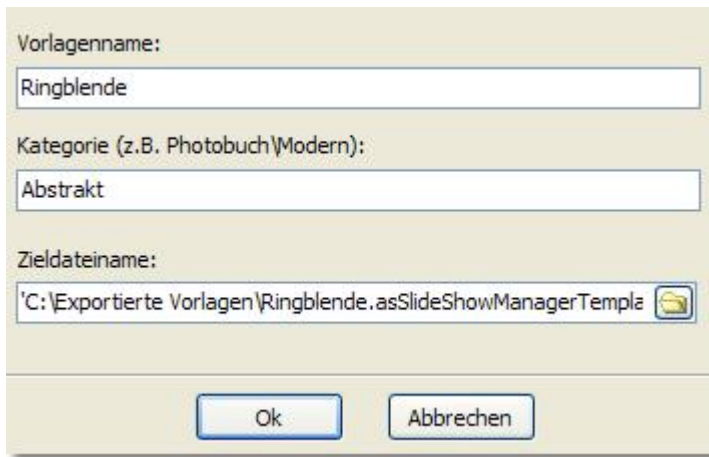 Vorlagenname:
Ringblende
Kategorie (z.B. Photobuch\Modern):
Abstrakt
Zieldateiname:
'C:\Exportierte Vorlagen\Ringblende.asSlideShowManagerTempla
Ok
Abbrechen